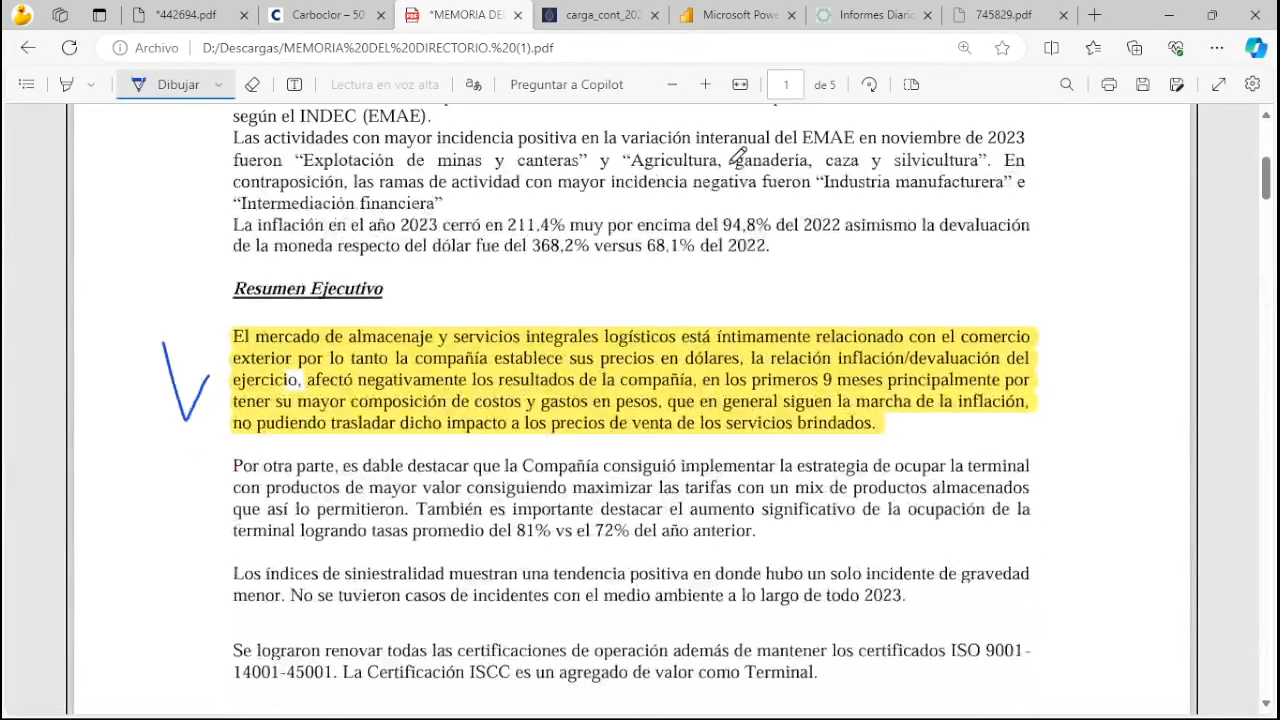 *442694.pdf
Carboclor – 50
*MEMORIA DEL
carga_cont_202
Microsoft Powe
Informes Diario
745829.pdf
Archivo
D:/Descargas/MEMORIA%20DEL%20DIRECTORIO.%20(1).pdf
Dibujar
Lectura en voz alta
Preguntar a Copilot
1
de 5
según el INDEC (EMAE).
Las actividades con mayor incidencia positiva en la variación interanual del EMAE en noviembre de 2023
fueron “Explotación de minas y canteras” y “Agricultura, ganadería, caza y silvicultura”. En
contraposición, las ramas de actividad con mayor incidencia negativa fueron “Industria manufacturera” e
“Intermediación financiera”
La inflación en el año 2023 cerró en 211,4% muy por encima del 94,8% del 2022 asimismo la devaluación
de la moneda respecto del dólar fue del 368,2% versus 68,1% del 2022.
Resumen Ejecutivo
El mercado de almacenaje y servicios integrales logísticos está íntimamente relacionado con el comercio
exterior por lo tanto la compañía establece sus precios en dólares, la relación inflación/devaluación del
ejercicio, afectó negativamente los resultados de la compañía, en los primeros 9 meses principalmente por
tener su mayor composición de costos y gastos en pesos, que en general siguen la marcha de la inflación,
no pudiendo trasladar dicho impacto a los precios de venta de los servicios brindados.
Por otra parte, es dable destacar que la Compañía consiguió implementar la estrategia de ocupar la terminal
con productos de mayor valor consiguiendo maximizar las tarifas con un mix de productos almacenados
que así lo permitieron. También es importante destacar el aumento significativo de la ocupación de la
terminal logrando tasas promedio del 81% vs el 72% del año anterior.
Los índices de siniestralidad muestran una tendencia positiva en donde hubo un solo incidente de gravedad
menor. No se tuvieron casos de incidentes con el medio ambiente a lo largo de todo 2023.
Se lograron renovar todas las certificaciones de operación además de mantener los certificados ISO 9001-
14001-45001. La Certificación ISCC es un agregado de valor como Terminal.